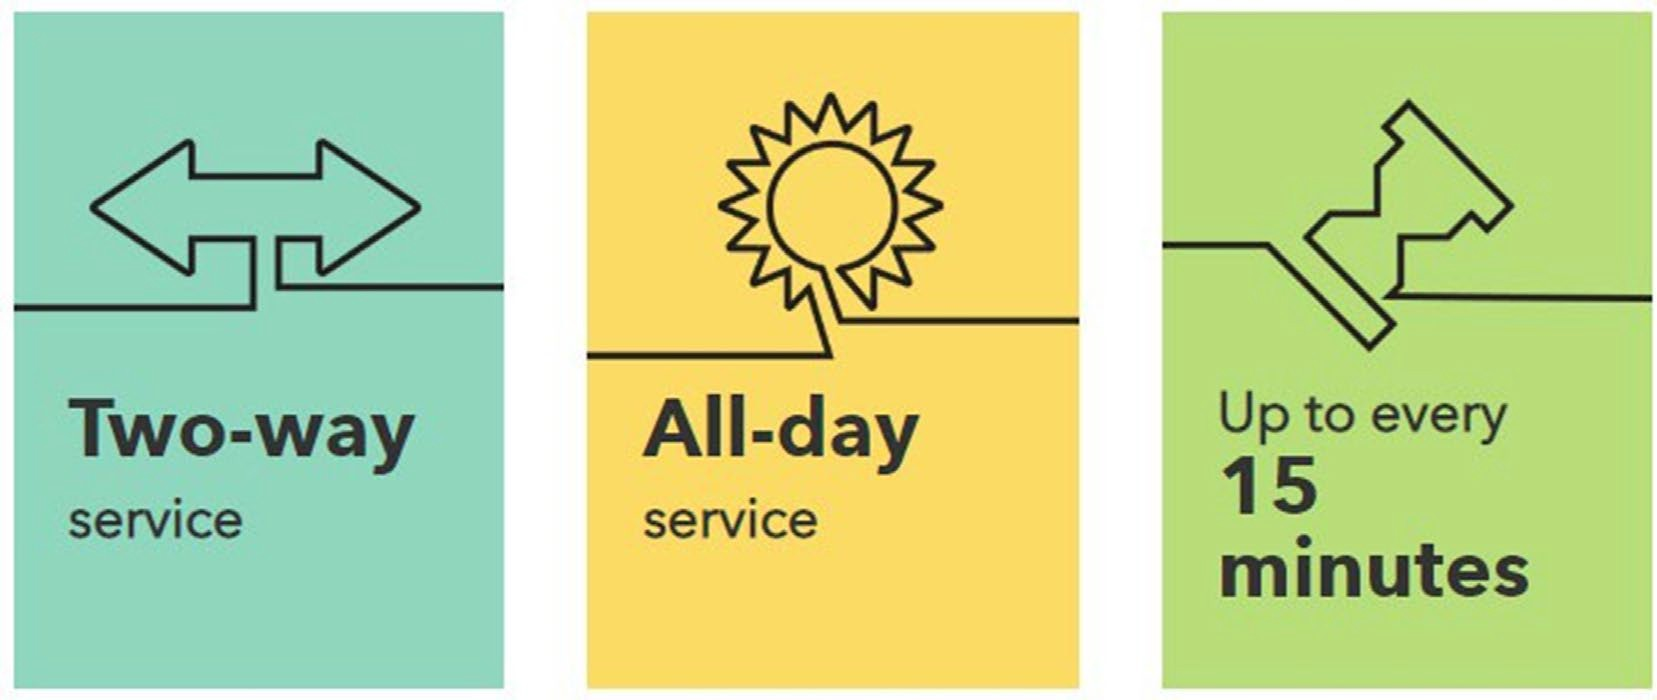 Two-way
service
All-day
service
Up to every
15
minutes